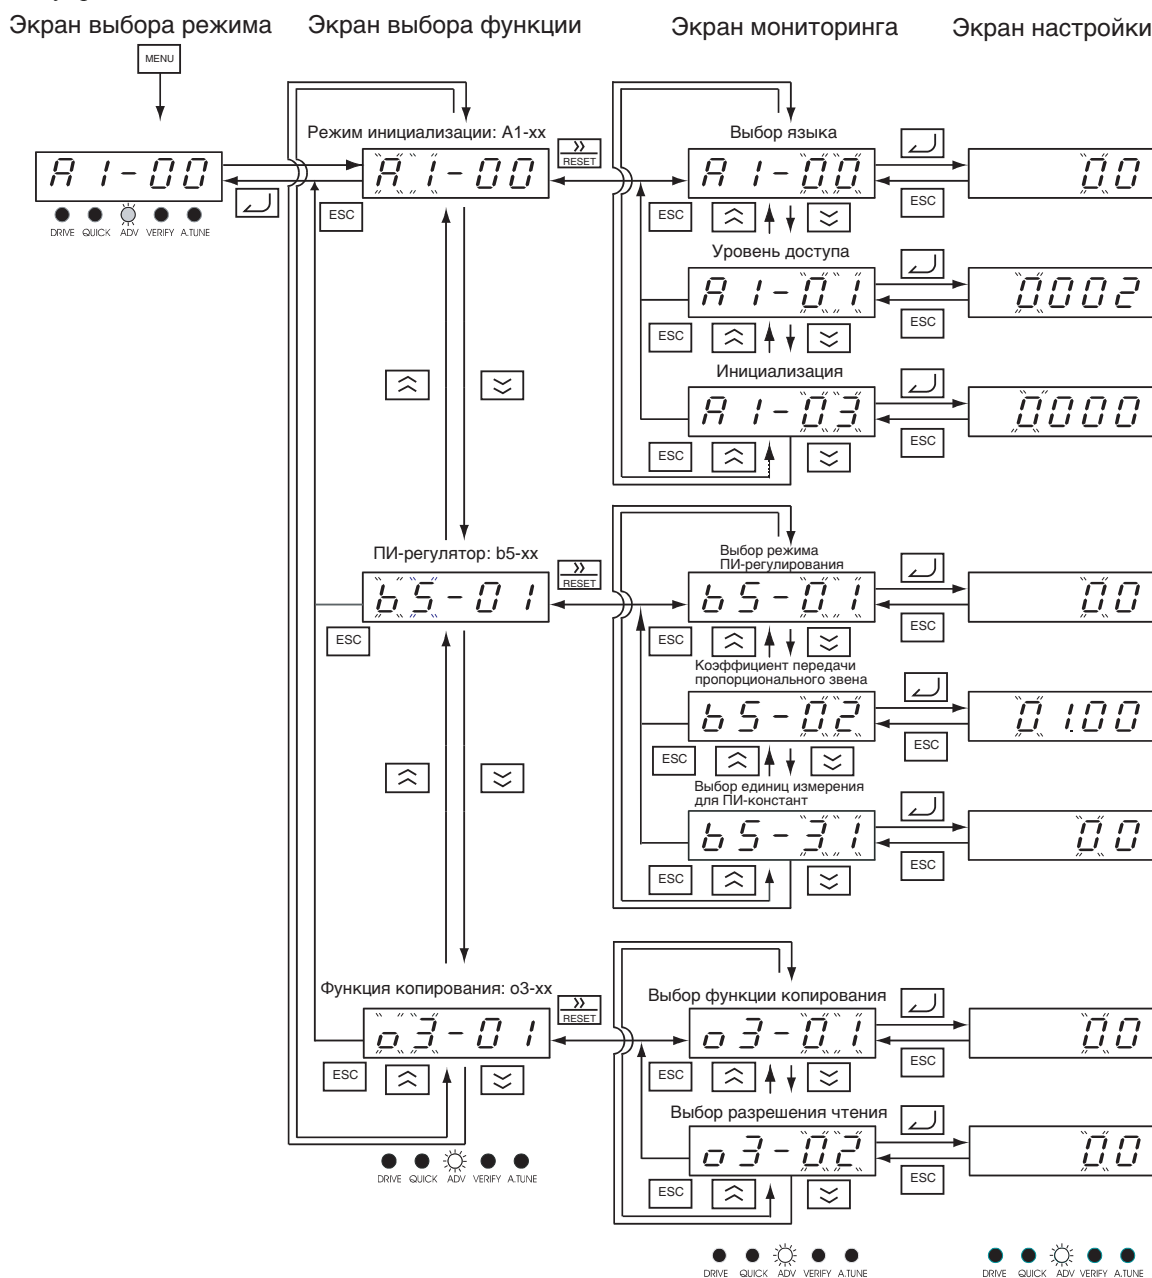 Экран выбора режима
Экран выбора функции
Экран мониторинга
Экран настройки
MENU
A1-00
DRIVE QUICK ADV VERIFY A.TUNE
Режим инициализации: A1-xx
A1-00
ESC
RESET
Выбор языка
A1-00
ESC
00
ESC
Уровень доступа
A1-01
ESC
0002
ESC
Инициализация
A1-03
ESC
0000
ESC
ПИ-регулятор: b5-xx
b5-01
ESC
RESET
Выбор режима
ПИ-регулирования
b5-01
ESC
00
ESC
Коэффициент передачи
пропорционального звена
b5-02
ESC
01.00
ESC
Выбор единиц измерения
для ПИ-констант
b5-31
ESC
00
ESC
Функция копирования: o3-xx
o3-01
ESC
RESET
Выбор функции копирования
o3-01
ESC
00
ESC
Выбор разрешения чтения
o3-02
ESC
00
ESC
DRIVE QUICK ADV VERIFY A.TUNE
DRIVE QUICK ADV VERIFY A.TUNE
DRIVE QUICK ADV VERIFY A.TUNE